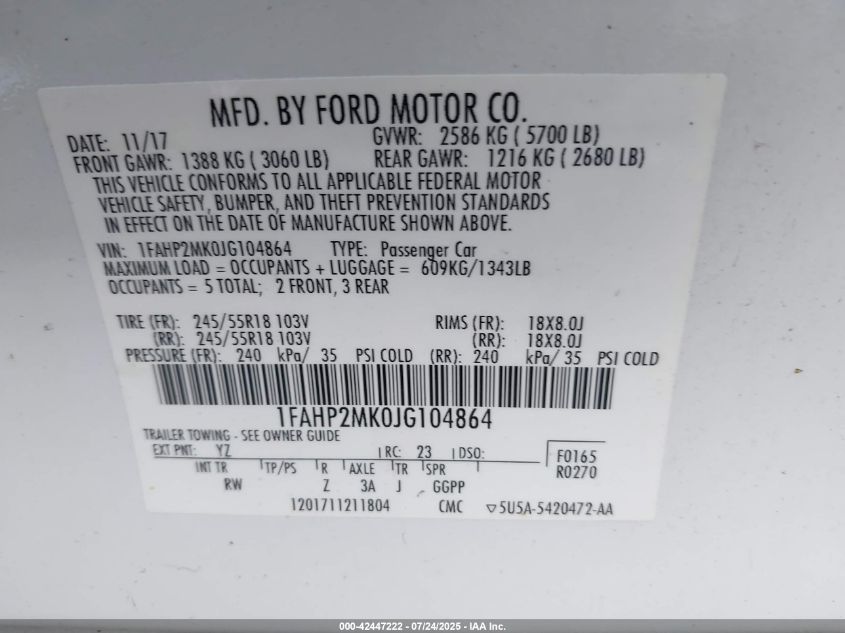 MFD. BY FORD MOTOR CO.
DATE: 11/17 GVWR: 2586 KG ( 5700 LB)
FRONT GAWR: 1388 KG ( 3060 LB) REAR GAWR: 1216 KG ( 2680 LB)
THIS VEHICLE CONFORMS TO ALL APPLICABLE FEDERAL MOTOR
VEHICLE SAFETY, BUMPER, AND THEFT PREVENTION STANDARDS
IN EFFECT ON THE DATE OF MANUFACTURE SHOWN ABOVE.
VIN: 1FAHP2MK0JG104864 TYPE: Passenger Car
MAXIMUM LOAD = OCCUPANTS + LUGGAGE = 609KG/1343LB
OCCUPANTS = 5 TOTAL; 2 FRONT, 3 REAR
TIRE (FR): 245/55R18 103V RIMS (FR): 18X8.0J
(RR): 245/55R18 103V (RR): 18X8.0J
PRESSURE (FR): 240 kPa/ 35 PSI COLD (RR): 240 kPa/ 35 PSI COLD
1FAHP2MK0JG104864
TRAILER TOWING - SEE OWNER GUIDE
EXT PNT: YZ RC: 23 DSO: F0165
INT TR TP/PS R AXLE TR SPR R0270
RW Z 3A J GGPP
1201711211804 CMC ▽5U5A-5420472-AA
000-42447222 - 07/24/2025 - IAA Inc.